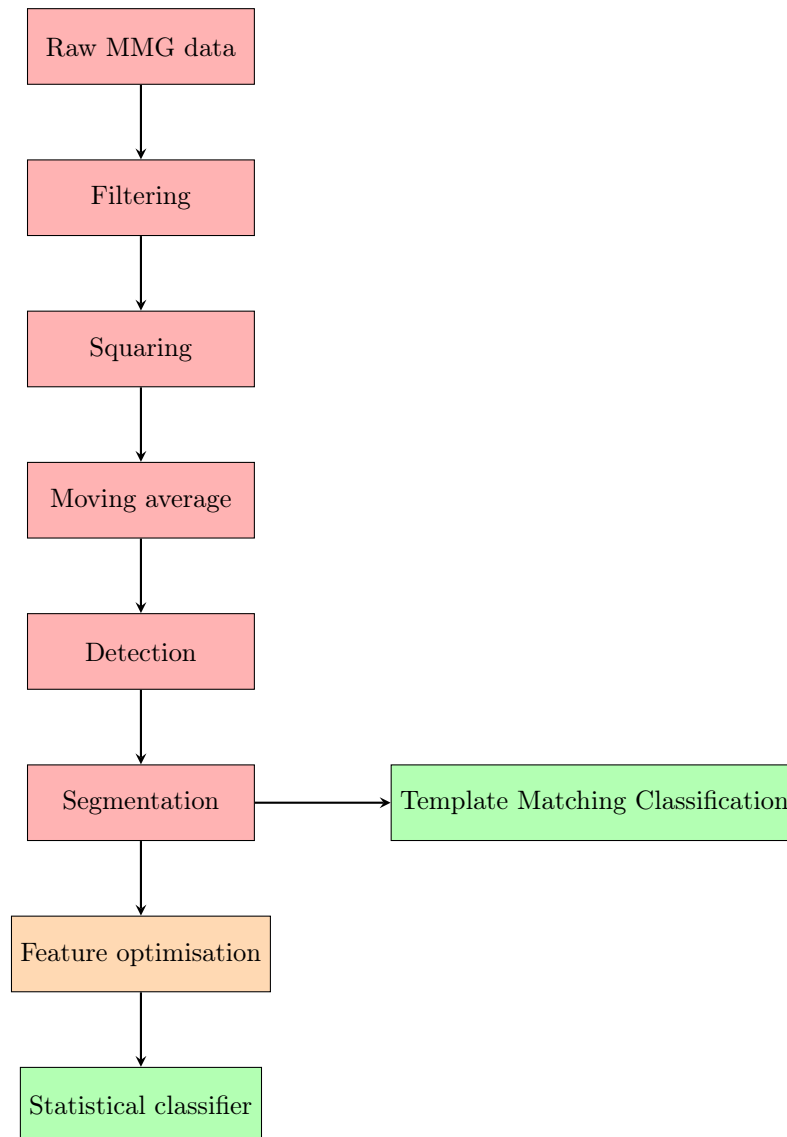 Raw MMG data
Filtering
Squaring
Moving average
Detection
Segmentation
Template Matching Classification
Feature optimisation
Statistical classifier